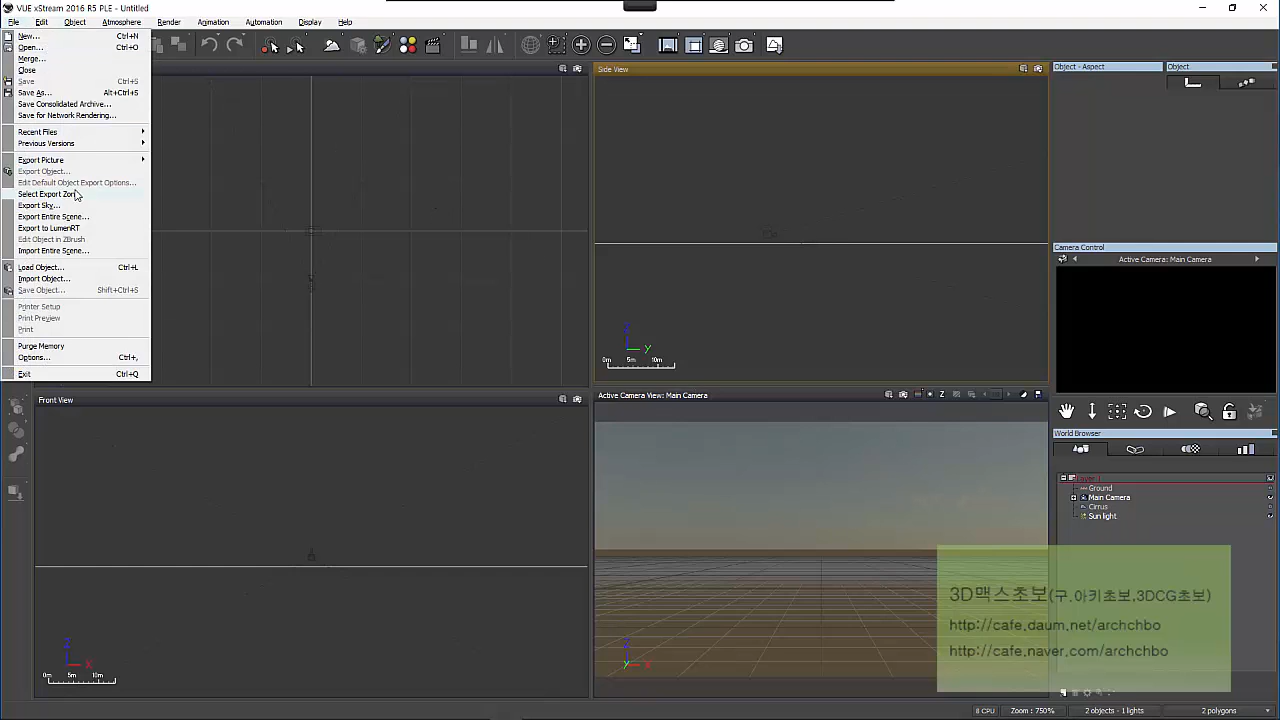 VUE xStream 2016 R5 PLE - Untitled
File Edit Object Atmosphere Render Animation Automation Display Help
New... Ctrl+N
Open... Ctrl+O
Merge...
Close
Save Ctrl+S
Save As... Alt+Ctrl+S
Save Consolidated Archive...
Save for Network Rendering...
Recent Files
Previous Versions
Export Picture
Export Object...
Edit Default Object Export Options...
Select Export Zone
Export Sky...
Export Entire Scene...
Export to LumenRT
Edit Object in ZBrush
Import Entire Scene...
Load Object... Ctrl+L
Import Object...
Save Object... Shift+Ctrl+S
Printer Setup
Print Preview
Print
Purge Memory
Options... Ctrl+,
Exit Ctrl+Q
Side View
Z
Y
0m 5m 10m
Front View
Z
X
0m 5m 10m
Active Camera View: Main Camera
Z
Z
Y X
Object - Aspect
Object
Camera Control
Active Camera: Main Camera
World Browser
Layer 1
Ground
Main Camera
Cirrus
Sun light
3D맥스초보(구.아키초보,3DCG초보)
http://cafe.daum.net/archchbo
http://cafe.naver.com/archchbo
8 CPU Zoom : 750% 2 objects - 1 lights 2 polygons